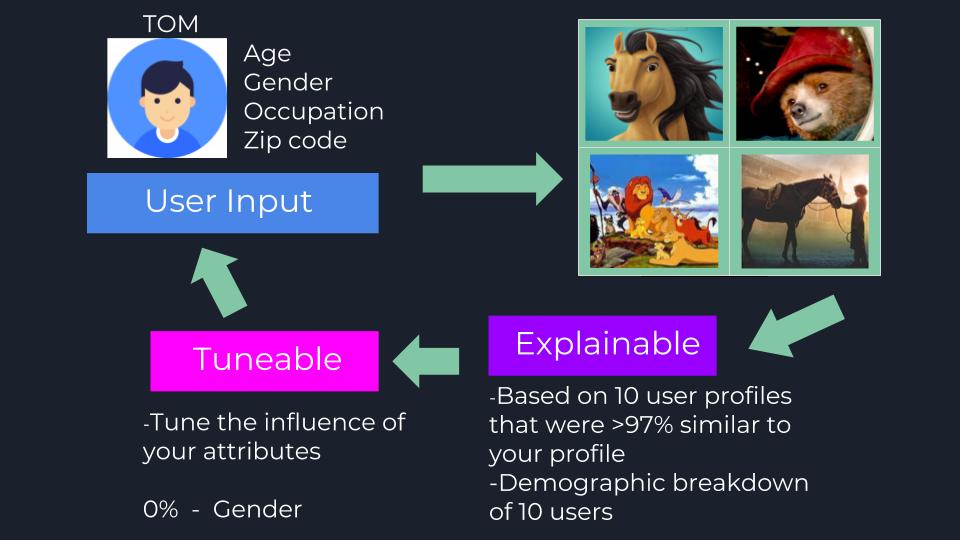 TOM
Age
Gender
Occupation
Zip code
User Input
Explainable
-Based on 10 user profiles
that were >97% similar to
your profile
-Demographic breakdown
of 10 users
Tuneable
-Tune the influence of
your attributes
0% - Gender